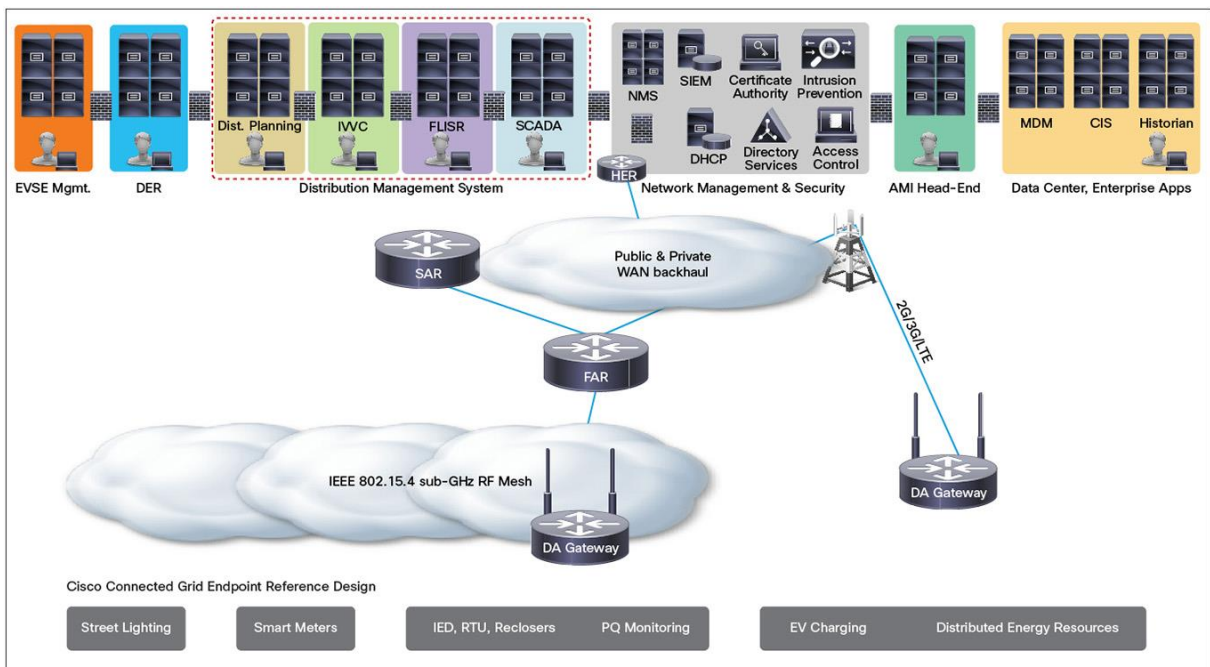 NMS
SIEM
Certificate
Authority
Intrusion
Prevention
Dist. Planning
IVVC
FLISR
SCADA
MDM
CIS
Historian
DHCP
Directory
Services
Access
Control
HER
EVSE Mgmt.
DER
Distribution Management System
Network Management & Security
AMI Head-End
Data Center, Enterprise Apps
Public & Private
WAN backhaul
SAR
2G/3G/LTE
FAR
IEEE 802.15.4 sub-GHz RF Mesh
DA Gateway
DA Gateway
Cisco Connected Grid Endpoint Reference Design
Street Lighting
Smart Meters
IED, RTU, Reclosers
PQ Monitoring
EV Charging
Distributed Energy Resources